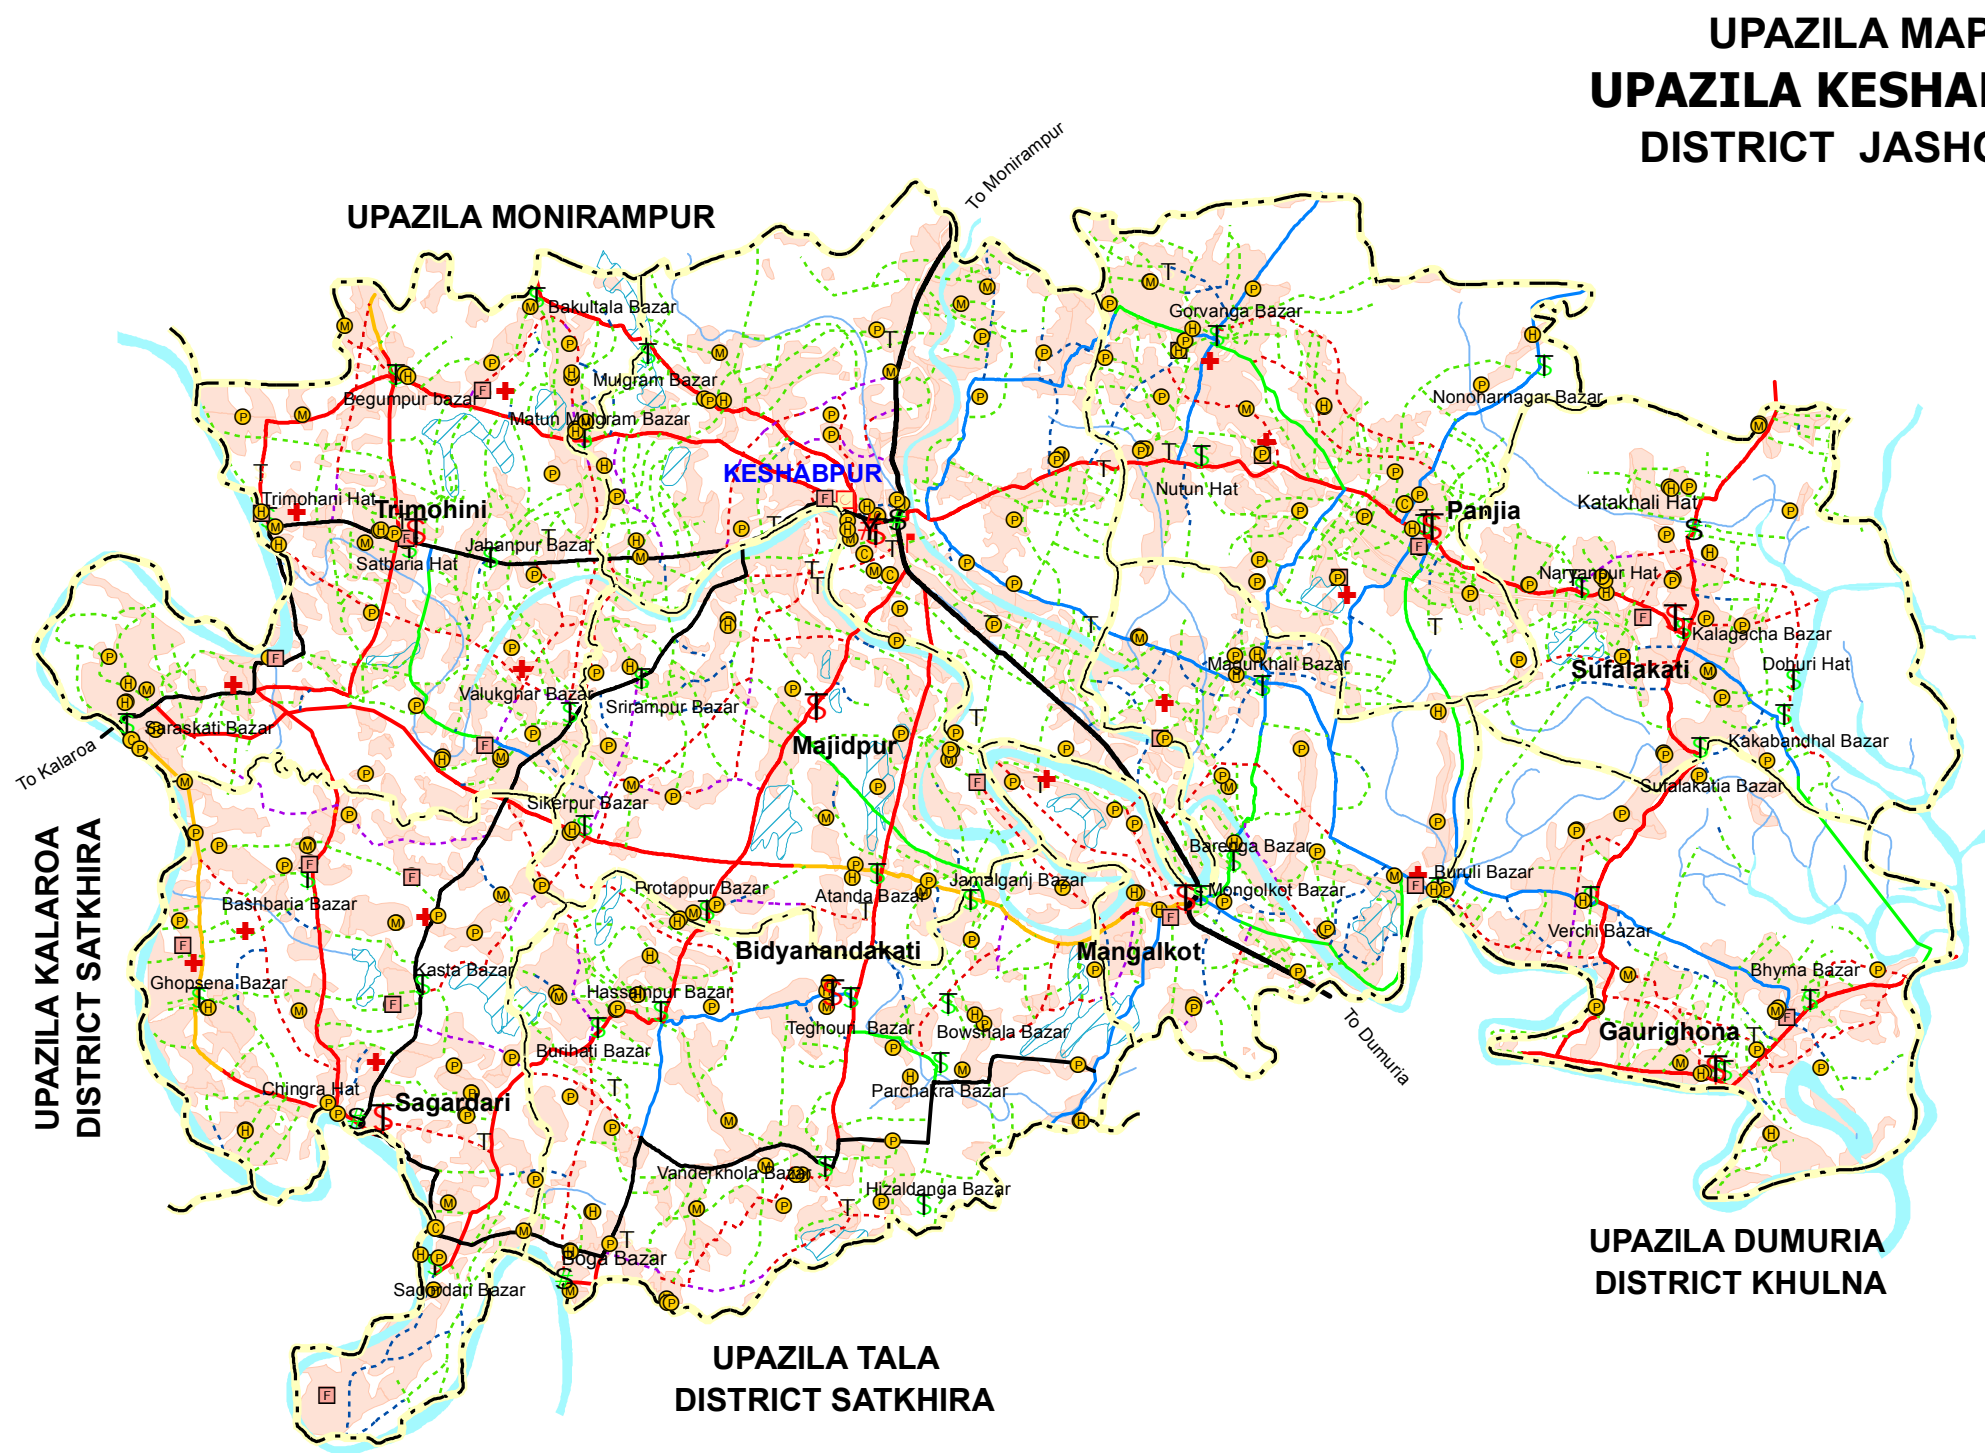 UPAZILA MAP
UPAZILA KESHAB
DISTRICT JASHO
To Monirampur
UPAZILA MONIRAMPUR
Bakultala Bazar
Gorvanga Bazar
Mulgram Bazar
Begumpur bazar
Nonoharnagar Bazar
Matun Mulgram Bazar
KESHABPUR
Nutun Hat
Trimohani Hat
Trimohini
Panjia
Katakhali Hat
Jahanpur Bazar
Satbaria Hat
Naryanpur Hat
Kalagacha Bazar
Magurkhali Bazar
Sufalakati
Dohuri Hat
Valukghar Bazar
Srirampur Bazar
Saraskati Bazar
To Kalaroa
Majidpur
Kakabandhal Bazar
Sufalakatia Bazar
Sikerpur Bazar
UPAZILA KALAROA
DISTRICT SATKHIRA
Barenga Bazar
Buruli Bazar
Protappur Bazar
Atanda Bazar
Jamalganj Bazar
Mongolkot Bazar
Bashbaria Bazar
Verchi Bazar
Bidyanandakati
Mangalkot
Kasta Bazar
Bhyma Bazar
Ghopsena Bazar
Hassanpur Bazar
Teghouri Bazar
Bowshala Bazar
Gaurighona
To Dumuria
Burihati Bazar
Chingra Hat
Sagardari
Parchakra Bazar
Vanderkhola Bazar
Hizaldanga Bazar
Boga Bazar
Sagordari Bazar
UPAZILA DUMURIA
DISTRICT KHULNA
UPAZILA TALA
DISTRICT SATKHIRA